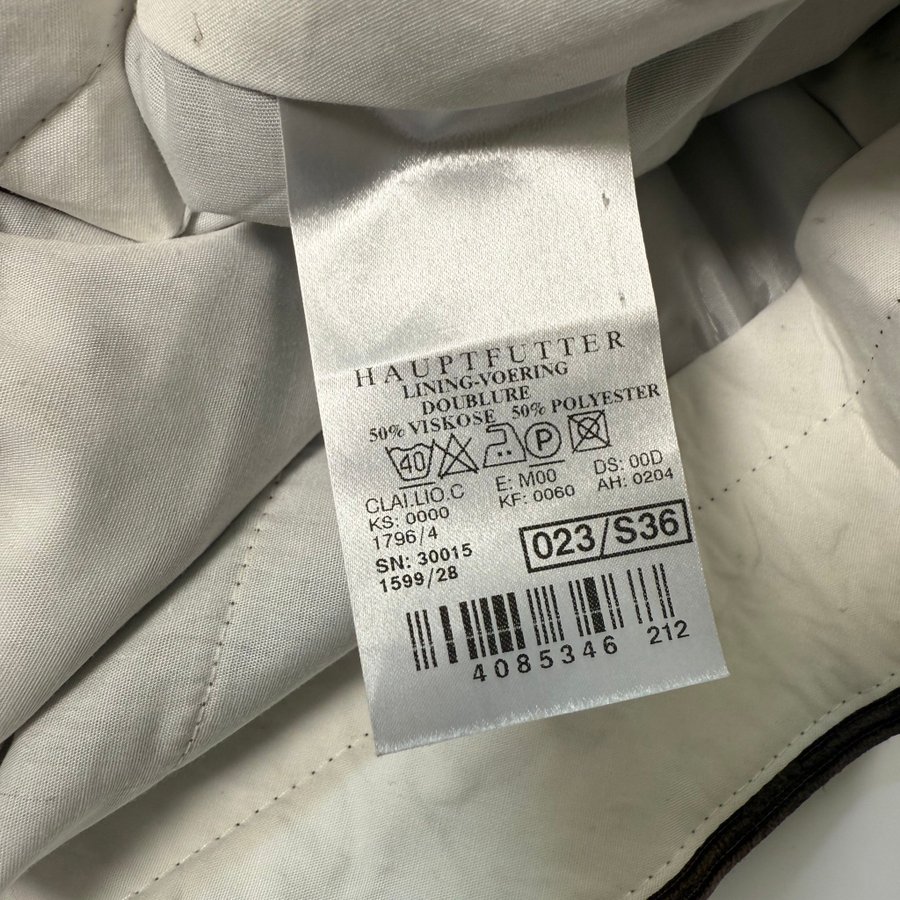 HAUPTFUTTER
LINING-VOERING
DOUBLURE
50% VISKOSE 50% POLYESTER
40 P
CLAI.LIO.C E: M00 DS: 00D
KS: 0000 KF: 0060 AH: 0204
1796/4
SN: 30015 023/S36
1599/28
4085346 212